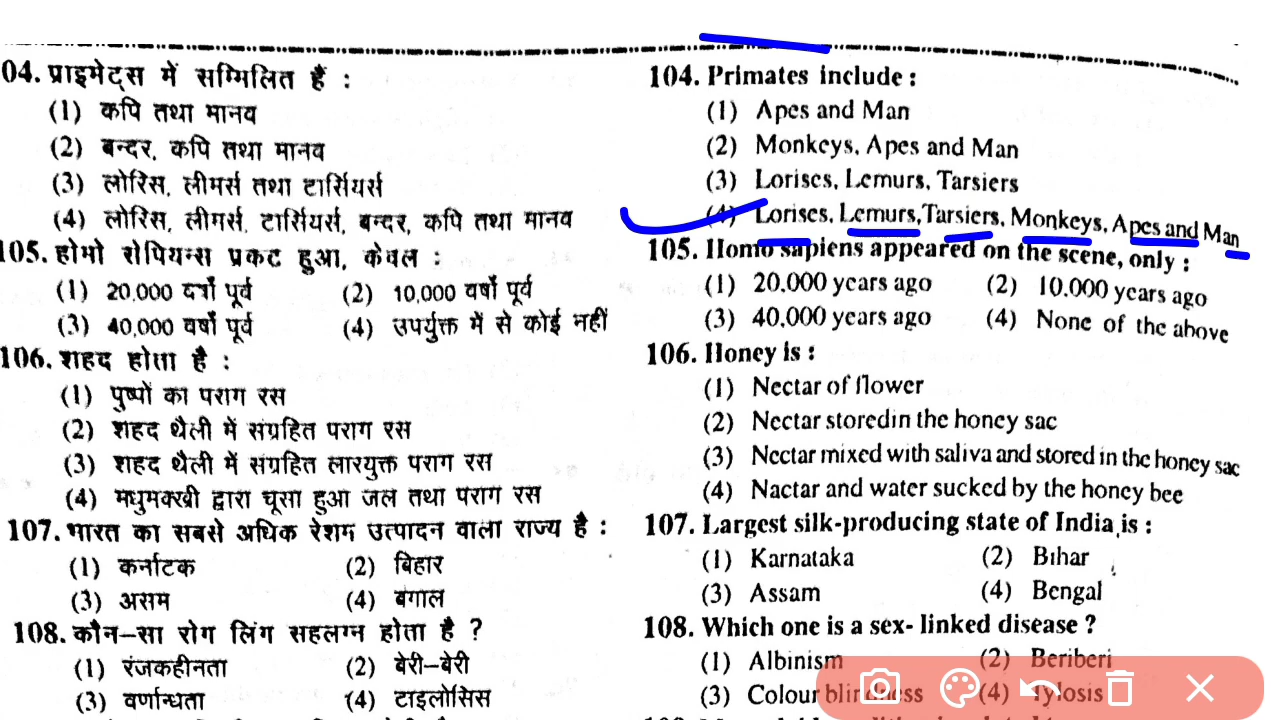 04. प्राइमेट्स में सम्मिलित हैं :
(1) कपि तथा मानव
(2) बन्दर, कपि तथा मानव
(3) लोरिस, लीमर्स तथा टार्सियर्स
(4) लोरिस, लीमर्स, टार्सियर्स, बन्दर, कपि तथा मानव
105. होमो सेपियन्स प्रकट हुआ, केवल :
(1) 20,000 वर्षों पूर्व (2) 10,000 वर्षों पूर्व
(3) 40,000 वर्षों पूर्व (4) उपर्युक्त में से कोई नहीं
106. शहद होता है :
(1) पुष्पों का पराग रस
(2) शहद थैली में संग्रहित पराग रस
(3) शहद थैली में संग्रहित लारयुक्त पराग रस
(4) मधुमक्खी द्वारा चूसा हुआ जल तथा पराग रस
107. भारत का सबसे अधिक रेशम उत्पादन वाला राज्य है :
(1) कर्नाटक (2) बिहार
(3) असम (4) बंगाल
108. कौन-सा रोग लिंग सहलग्न होता है ?
(1) रंजकहीनता (2) बेरी-बेरी
(3) वर्णान्धता (4) टाइलोसिस
104. Primates include :
(1) Apes and Man
(2) Monkeys, Apes and Man
(3) Lorises, Lemurs, Tarsiers
(4) Lorises, Lemurs, Tarsiers, Monkeys, Apes and Man
105. Homo sapiens appeared on the scene, only :
(1) 20.000 years ago (2) 10.000 years ago
(3) 40.000 years ago (4) None of the above
106. Honey is :
(1) Nectar of flower
(2) Nectar storedin the honey sac
(3) Nectar mixed with saliva and stored in the honey sac
(4) Nactar and water sucked by the honey bee
107. Largest silk-producing state of India is :
(1) Karnataka (2) Bihar
(3) Assam (4) Bengal
108. Which one is a sex- linked disease ?
(1) Albinism (2) Beriberi
(3) Colour blindness (4) Tylosis